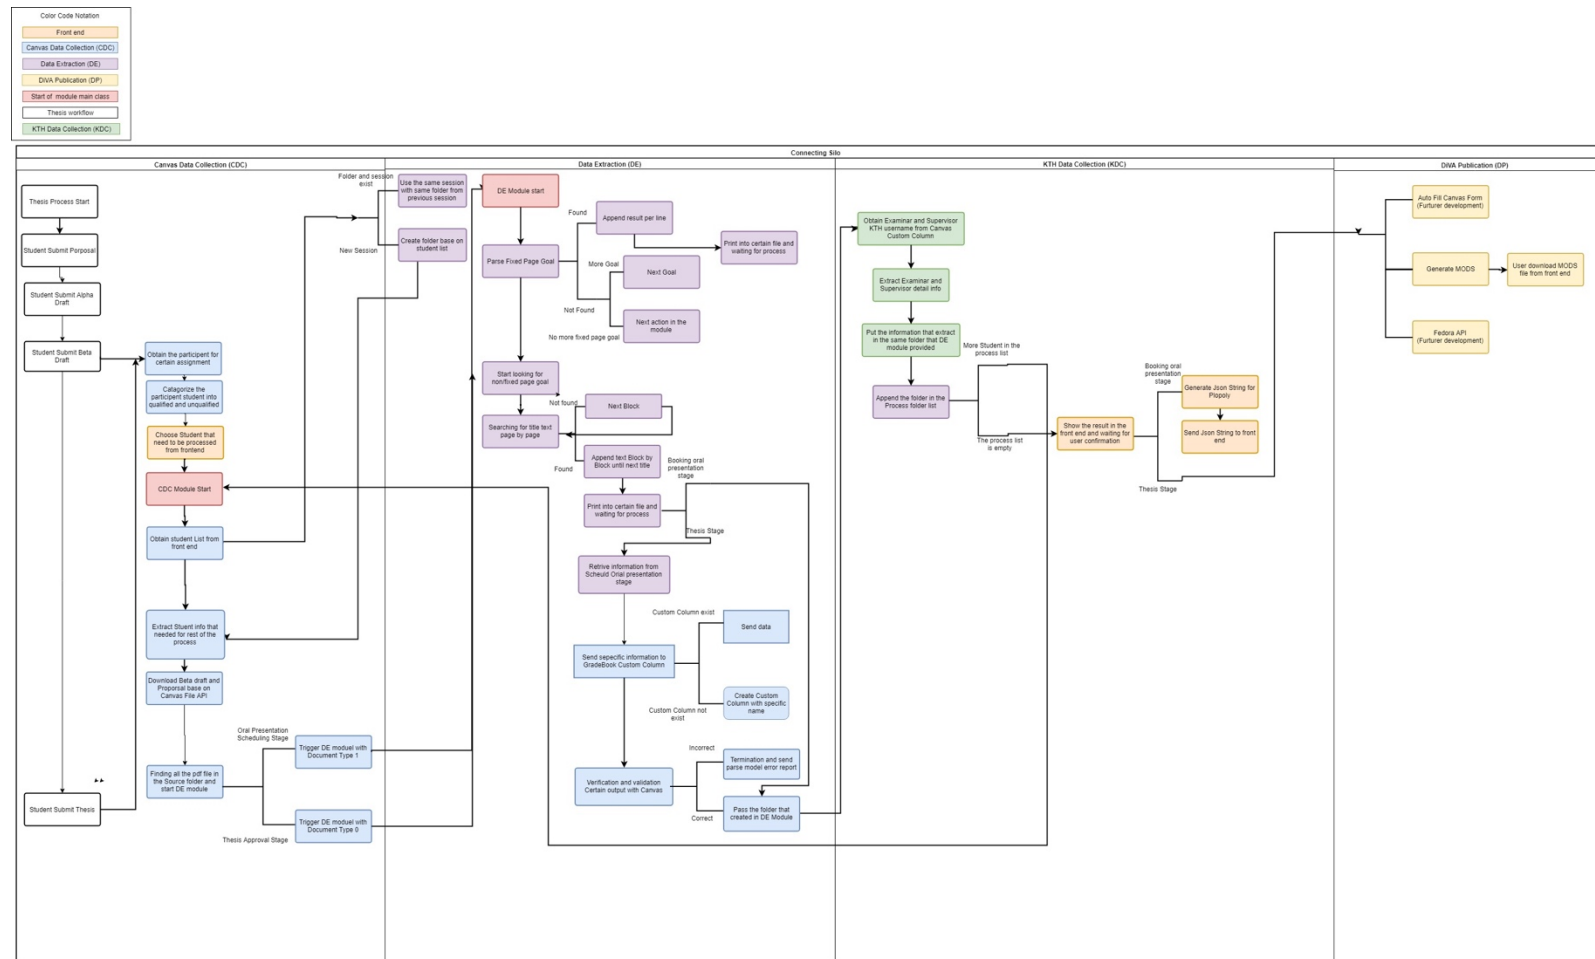 Color Code Notation
Front end
Canvas Data Collection (CDC)
Data Extraction (DE)
DiVA Publication (DP)
Start of module main class
Thesis workflow
KTH Data Collection (KDC)
Connecting Silo
Canvas Data Collection (CDC)
Data Extraction (DE)
KTH Data Collection (KDC)
DiVA Publication (DP)
Thesis Process Start
Student Submit Porposal
Student Submit Alpha
Draft
Student Submit Beta
Draft
Student Submit Thesis
Obtain the participent for
certain assignment
Catagorize the
participant student into
qualified and unqualified
Choose Student that
need to be processed
from frontend
CDC Module Start
Obtain student List from
front end
Extract Stuent info that
needed for rest of the
process
Download Beta draft and
Proporsal base on
Canvas File API
Finding all the pdf file in
the Source folder and
start DE module
Oral Presentation
Scheduling Stage
Trigger DE moduel with
Document Type 1
Trigger DE moduel with
Document Type 0
Thesis Approval Stage
Folder and session
exist
Use the same session
with same folder from
previous session
New Session
Create folder base on
student list
DE Module start
Parse Fixed Page Goal
Found
Append result per line
Print into certain file and
waiting for process
More Goal
Next Goal
Not Found
Next action in the
module
No more fixed page goal
Start looking for
non/fixed page goal
Not found
Next Block
Searching for title text
page by page
Found
Append text Block by
Block until next title
Booking oral
presentation
stage
Print into certain file and
waiting for process
Thesis Stage
Retrive information from
Scheuld Orial presentation
stage
Custom Column exist
Send data
Send sepecific information to
GradeBook Custom Column
Create Custom
Column with specific
name
Custom Column not
exist
Incorrect
Termination and send
parse model error report
Verification and validation
Certain output with Canvas
Correct
Pass the folder that
created in DE Module
Obtain Examinar and Supervisor
KTH username from Canvas
Custom Column
Extract Examinar and
Supervisor detail info
Put the information that extract
in the same folder that DE
module provided
More Student in the
process list
Append the folder in the
Process folder list
The process list
is empty
Show the result in the
front end and waiting for
user confirmation
Booking oral
presentation
stage
Generate Json String for
Plopoly
Send Json String to front
end
Thesis Stage
Auto Fill Canvas Form
(Furturer development)
Generate MODS
User download MODS
file from front end
Fedora API
(Furturer development)